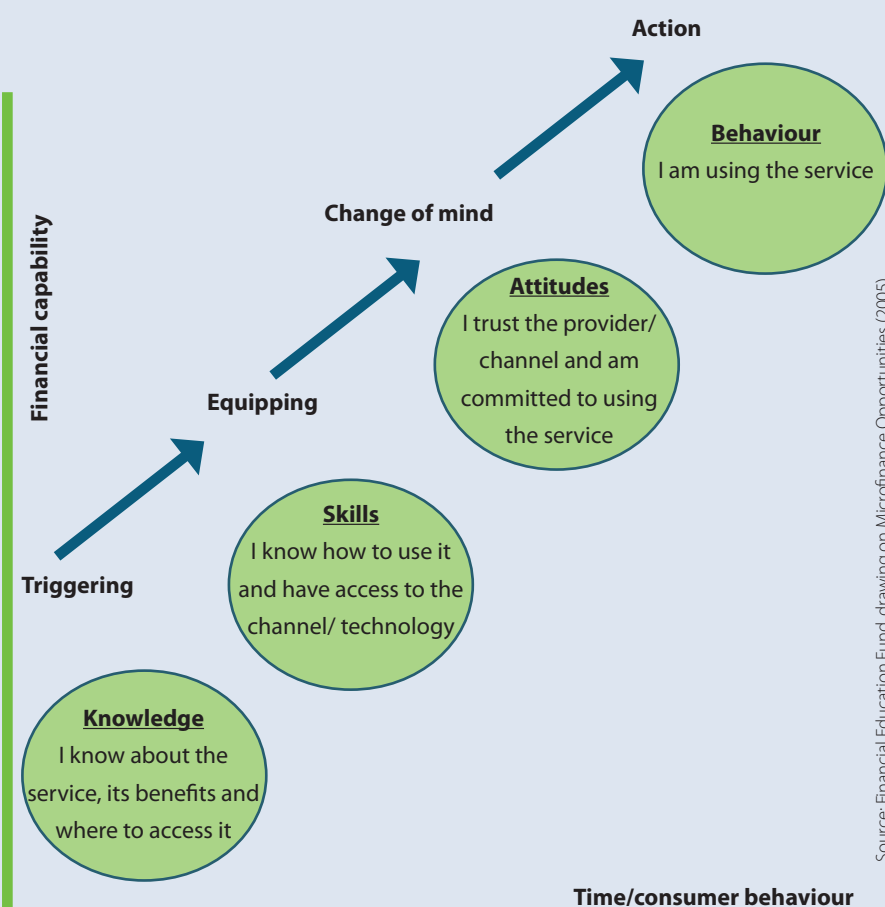 Action
Behaviour
I am using the service
Change of mind
Attitudes
I trust the provider/
channel and am
committed to using
the service
Financial capability
Equipping
Skills
I know how to use it
and have access to the
channel/ technology
Triggering
Knowledge
I know about the
service, its benefits and
where to access it
Time/consumer behaviour
Source: Financial Education Fund, drawing on Microfinance Opportunities (2005)